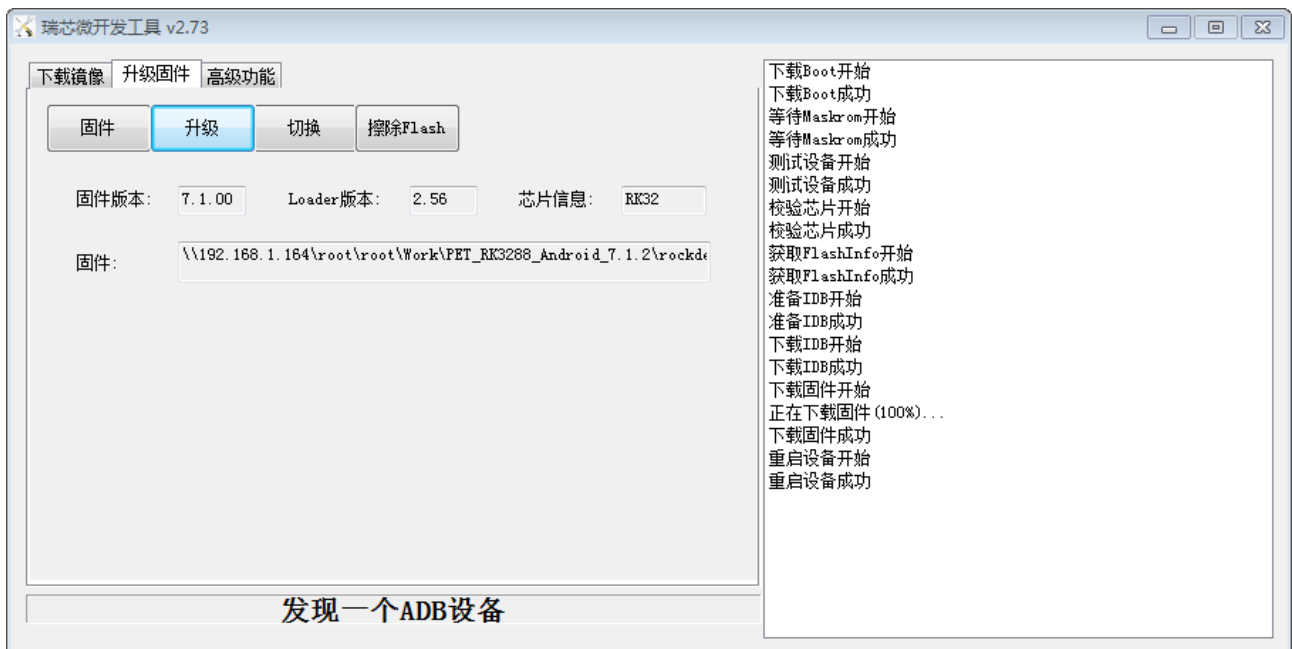 瑞芯微开发工具 v2.73
下载镜像 升级固件 高级功能
固件 升级 切换 擦除Flash
固件版本: 7.1.00 Loader版本: 2.56 芯片信息: RK32
固件: \\192.168.1.164\root\root\Work\PET_RK3288_Android_7.1.2\rockde
发现一个ADB设备
下载Boot开始
下载Boot成功
等待Maskrom开始
等待Maskrom成功
测试设备开始
测试设备成功
校验芯片开始
校验芯片成功
获取FlashInfo开始
获取FlashInfo成功
准备IDB开始
准备IDB成功
下载IDB开始
下载IDB成功
下载固件开始
正在下载固件(100%)...
下载固件成功
重启设备开始
重启设备成功